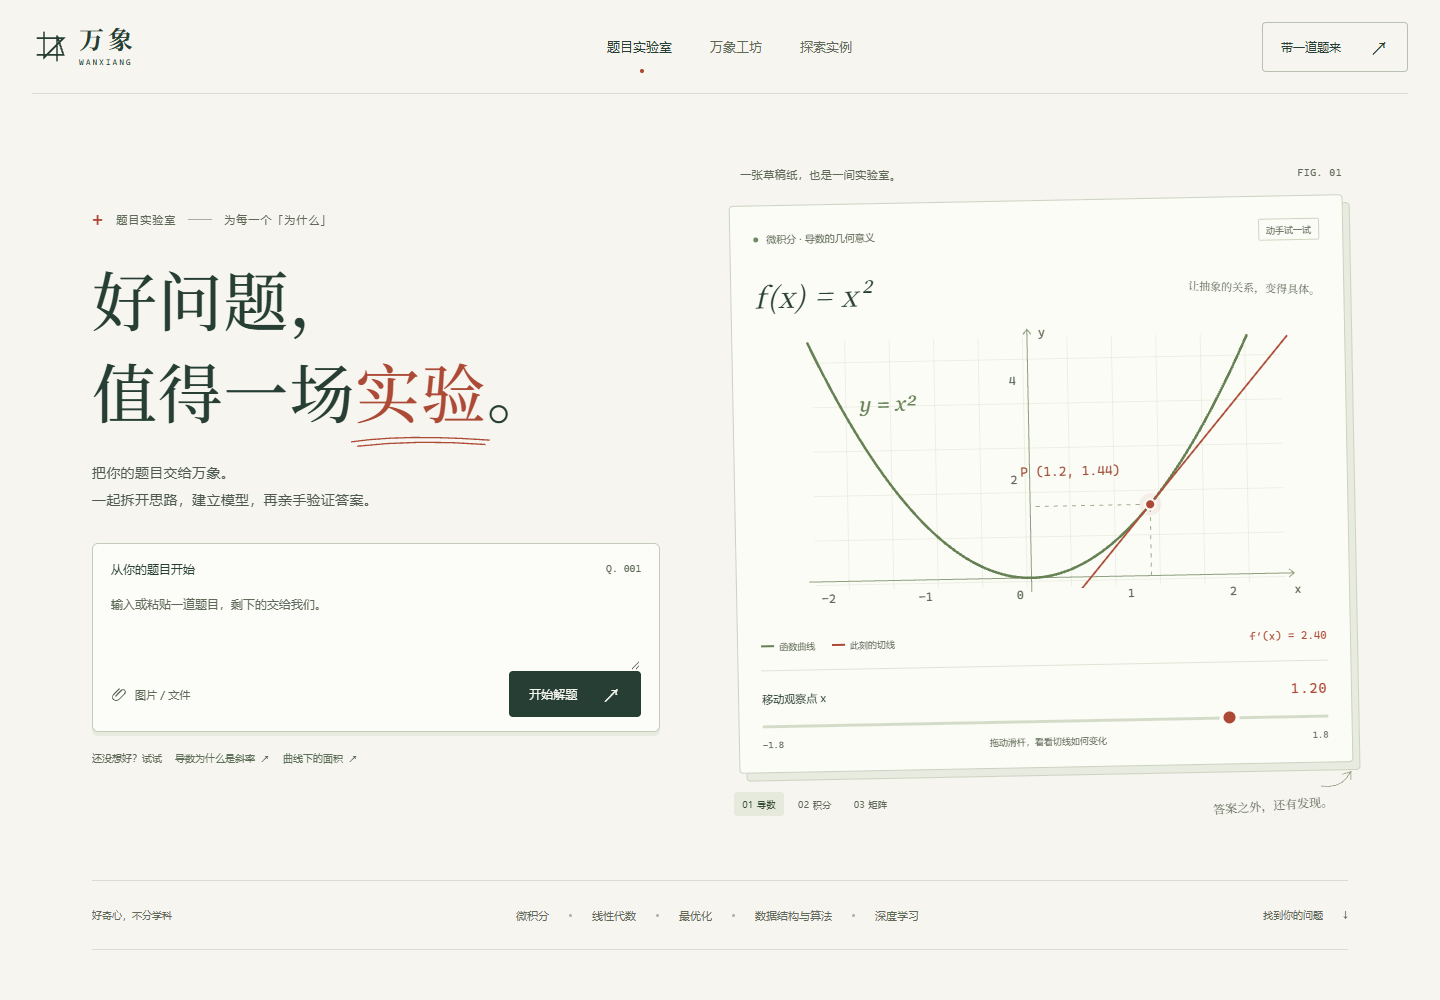 万象
WANXIANG
题目实验室
万象工坊
探索实例
带一道题来 ↗
一张草稿纸，也是一间实验室。
FIG. 01
+ 题目实验室 —— 为每一个「为什么」
好问题，
值得一场实验。
把你的题目交给万象。
一起拆开思路，建立模型，再亲手验证答案。
从你的题目开始
Q. 001
输入或粘贴一道题目，剩下的交给我们。
图片 / 文件
开始解题 ↗
还没想好？试试 导数为什么是斜率 ↗ 曲线下的面积 ↗
微积分 · 导数的几何意义
动手试一试
f(x) = x²
让抽象的关系，变得具体。
y
4
y = x²
P (1.2, 1.44)
2
−2 −1 0 1 2 x
函数曲线 此刻的切线
f′(x) = 2.40
移动观察点 x
1.20
−1.8
拖动滑杆，看看切线如何变化
1.8
01 导数 02 积分 03 矩阵
答案之外，还有发现。
好奇心，不分学科
微积分 • 线性代数 • 最优化 • 数据结构与算法 • 深度学习
找到你的问题 ↓